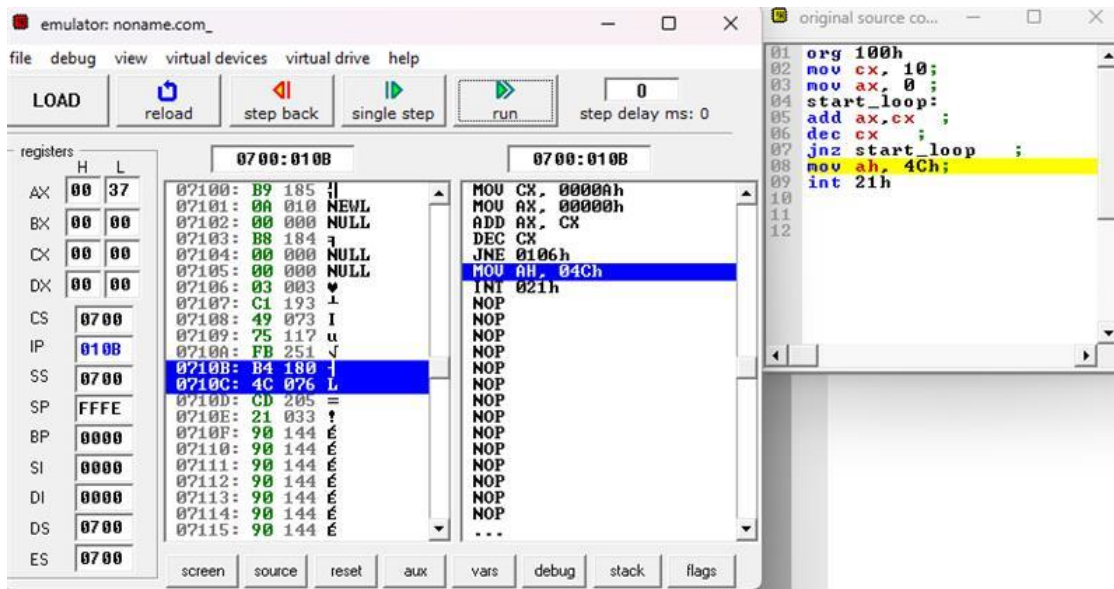 emulator: noname.com_
file debug view virtual devices virtual drive help
LOAD
reload
step back
single step
run
0
step delay ms: 0
registers
H L
AX 00 37
BX 00 00
CX 00 00
DX 00 00
CS 0700
IP 010B
SS 0700
SP FFFE
BP 0000
SI 0000
DI 0000
DS 0700
ES 0700
0700:010B
07100: B9 185 ╣
07101: 0A 010 NEWL
07102: 00 000 NULL
07103: B8 184 ╕
07104: 00 000 NULL
07105: 00 000 NULL
07106: 03 003 ♥
07107: C1 193 ┴
07108: 49 073 I
07109: 75 117 u
0710A: FB 251 √
0710B: B4 180 ┤
0710C: 4C 076 L
0710D: CD 205 =
0710E: 21 033 !
0710F: 90 144 É
07110: 90 144 É
07111: 90 144 É
07112: 90 144 É
07113: 90 144 É
07114: 90 144 É
07115: 90 144 É
0700:010B
MOV CX, 0000Ah
MOV AX, 00000h
ADD AX, CX
DEC CX
JNE 0106h
MOV AH, 04Ch
INT 021h
NOP
NOP
NOP
NOP
NOP
NOP
NOP
NOP
NOP
NOP
NOP
NOP
NOP
NOP
...
screen source reset aux vars debug stack flags
original source co...
01 org 100h
02 mov cx, 10;
03 mov ax, 0 ;
04 start_loop:
05 add ax,cx ;
06 dec cx ;
07 jnz start_loop ;
08 mov ah, 4Ch;
09 int 21h
10
11
12